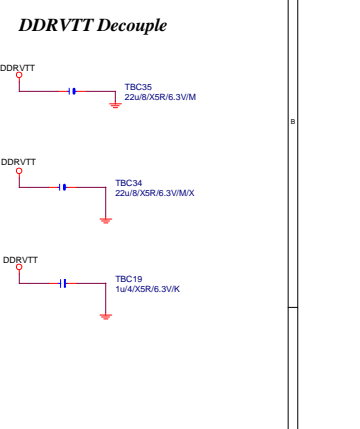 DDRVTT Decouple
DDRVTT
TBC35
22u/8/X5R/6.3V/M
B
DDRVTT
TBC34
22u/8/X5R/6.3V/M/X
DDRVTT
TBC19
1u/4/X5R/6.3V/K